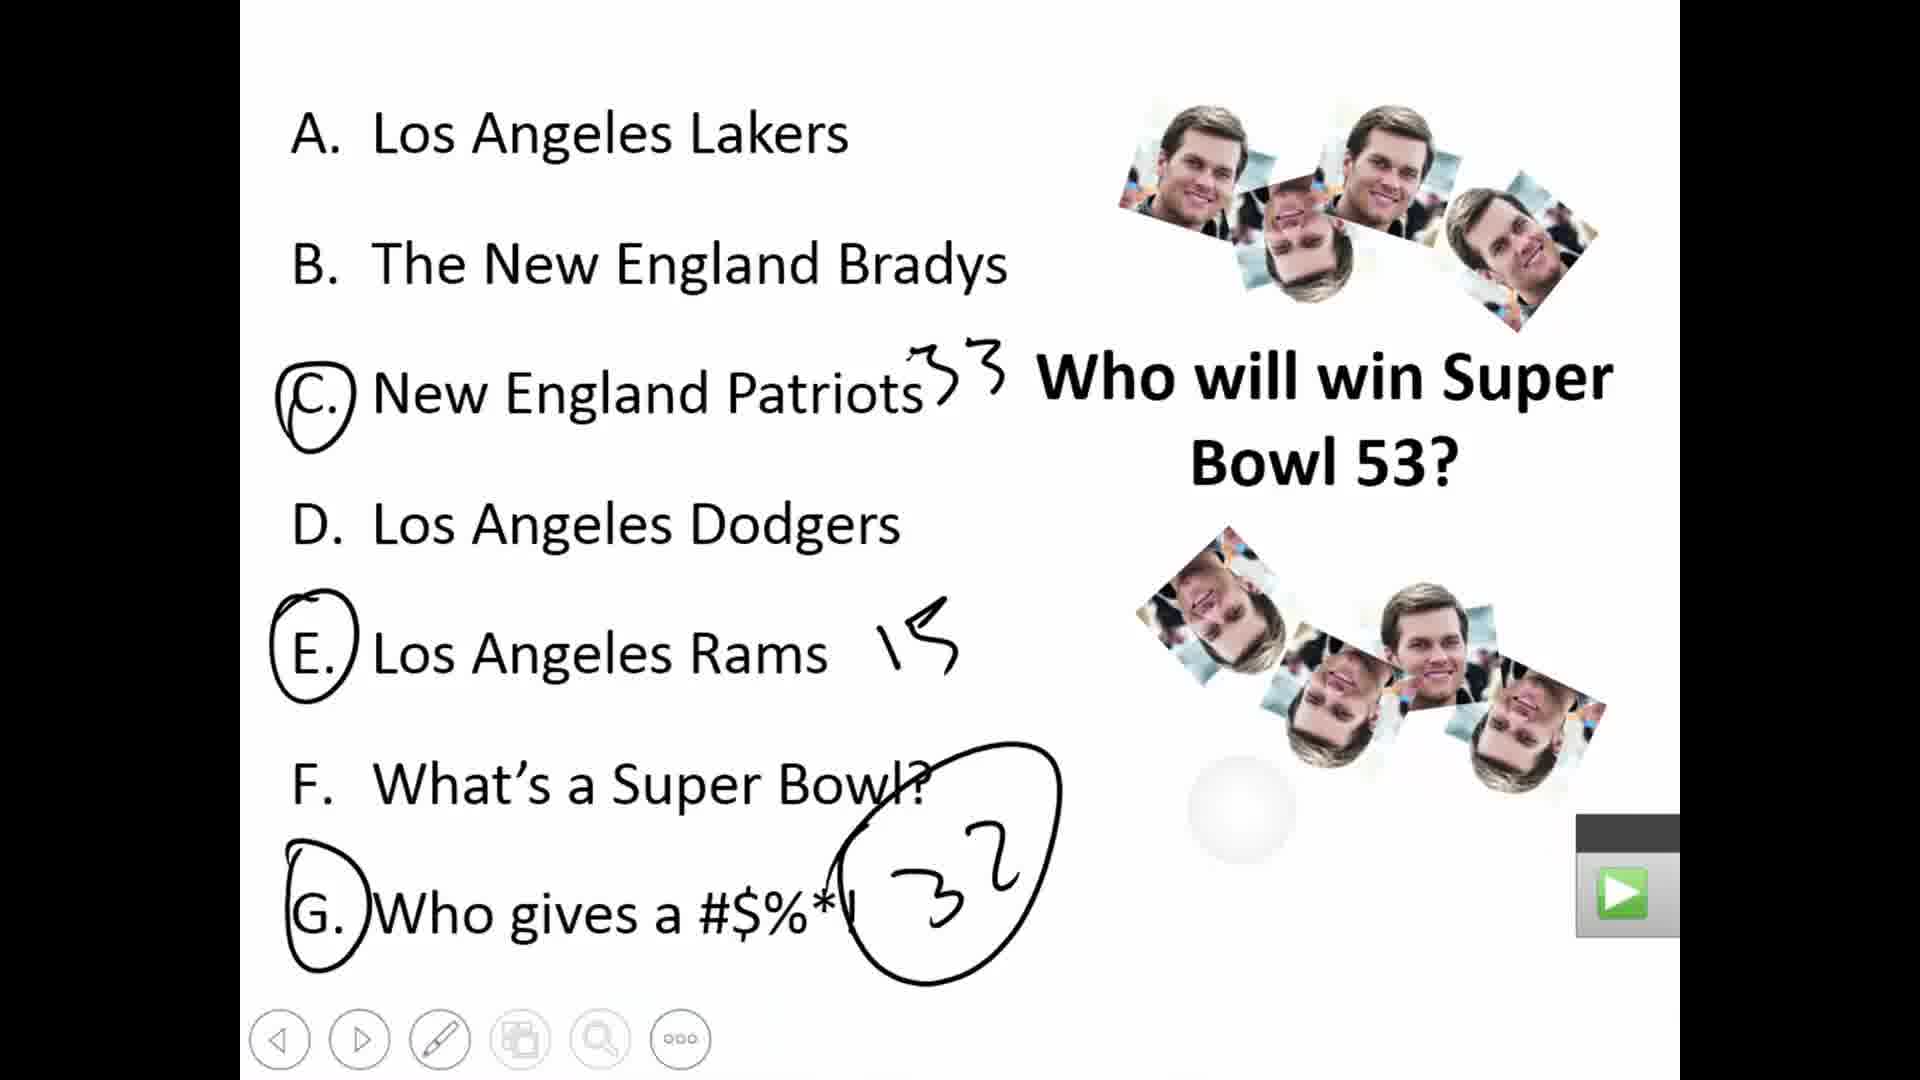 A. Los Angeles Lakers
B. The New England Bradys
C. New England Patriots 33
D. Los Angeles Dodgers
E. Los Angeles Rams 15
F. What's a Super Bowl?
G. Who gives a #$%*! 32
Who will win Super
Bowl 53?